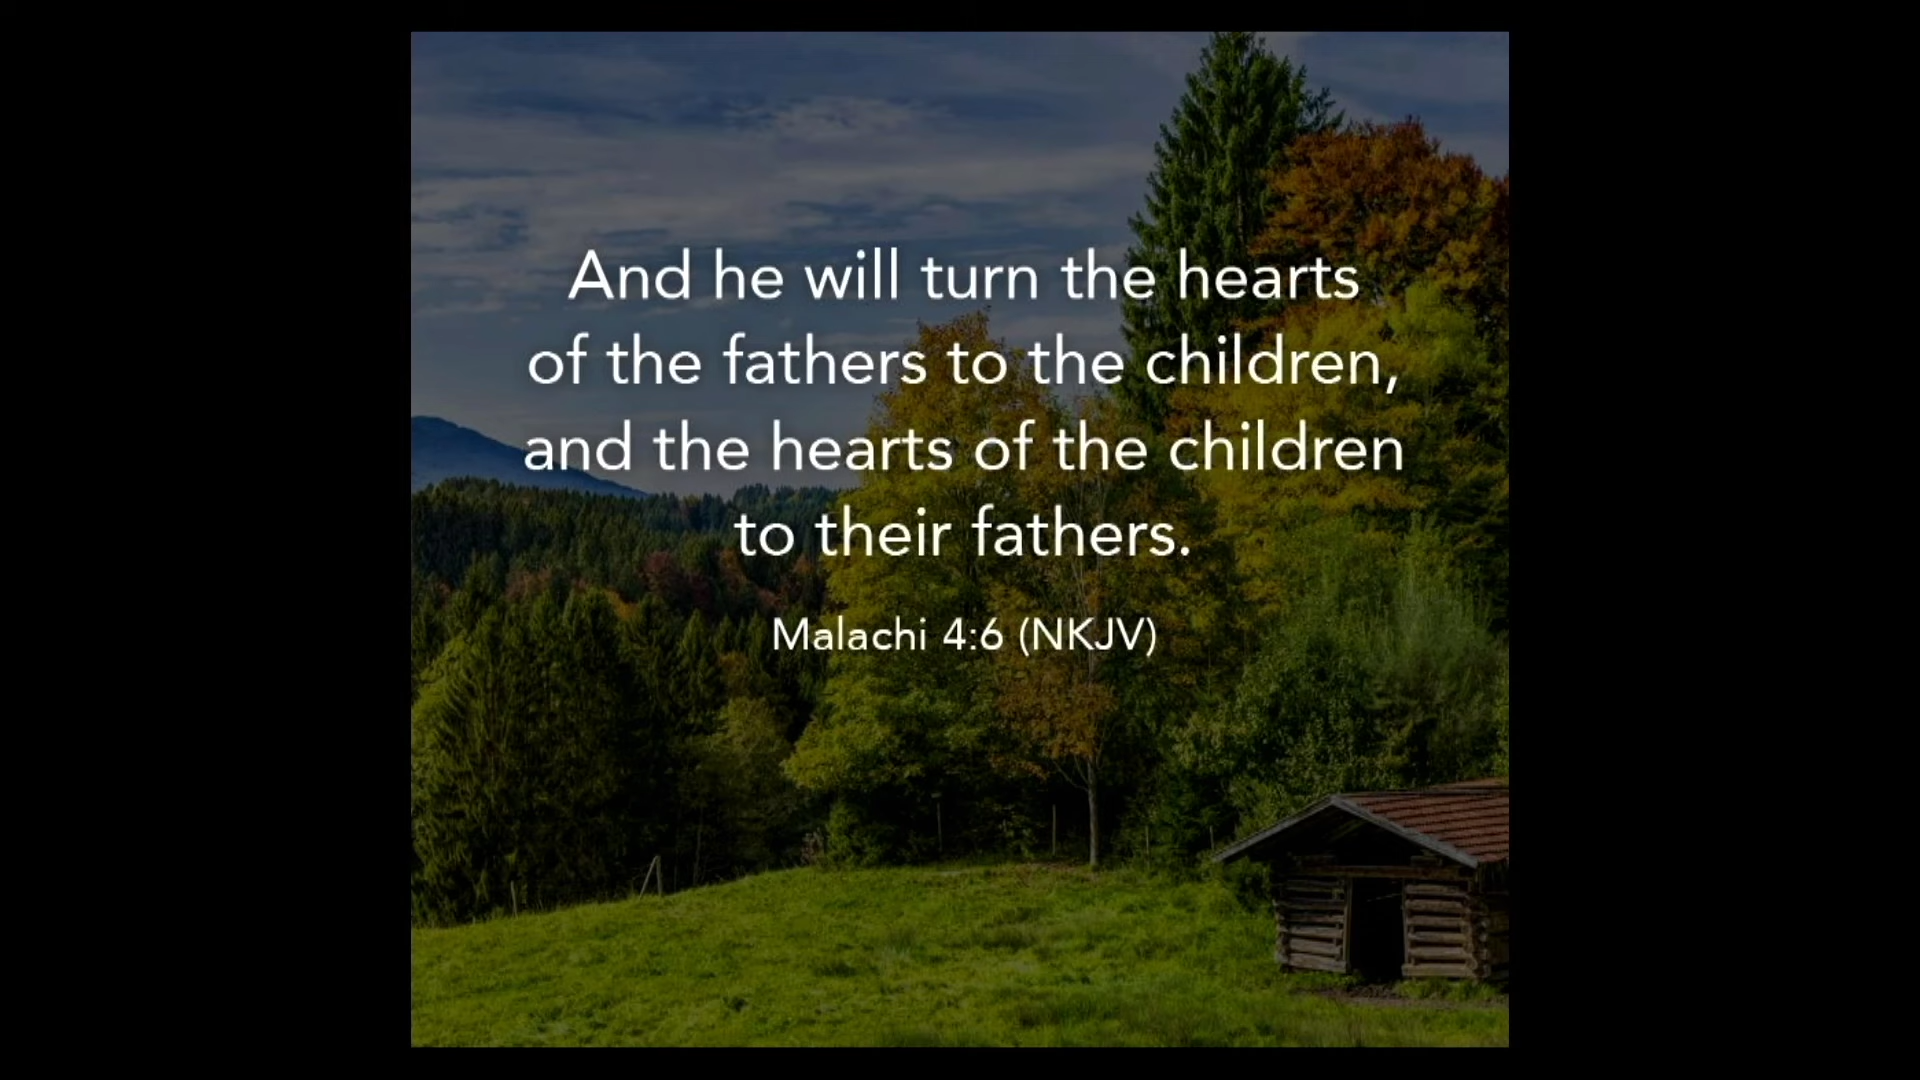 And he will turn the hearts
of the fathers to the children,
and the hearts of the children
to their fathers.
Malachi 4:6 (NKJV)